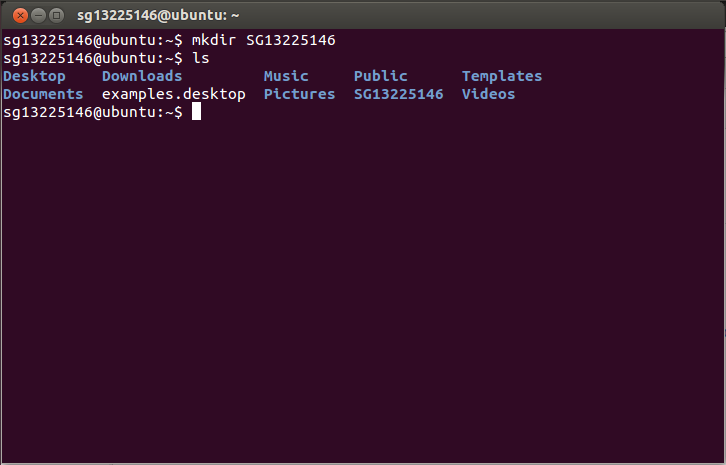 sg13225146@ubuntu: ~
sg13225146@ubuntu:~$ mkdir SG13225146
sg13225146@ubuntu:~$ ls
Desktop    Downloads         Music     Public      Templates
Documents  examples.desktop  Pictures  SG13225146  Videos
sg13225146@ubuntu:~$